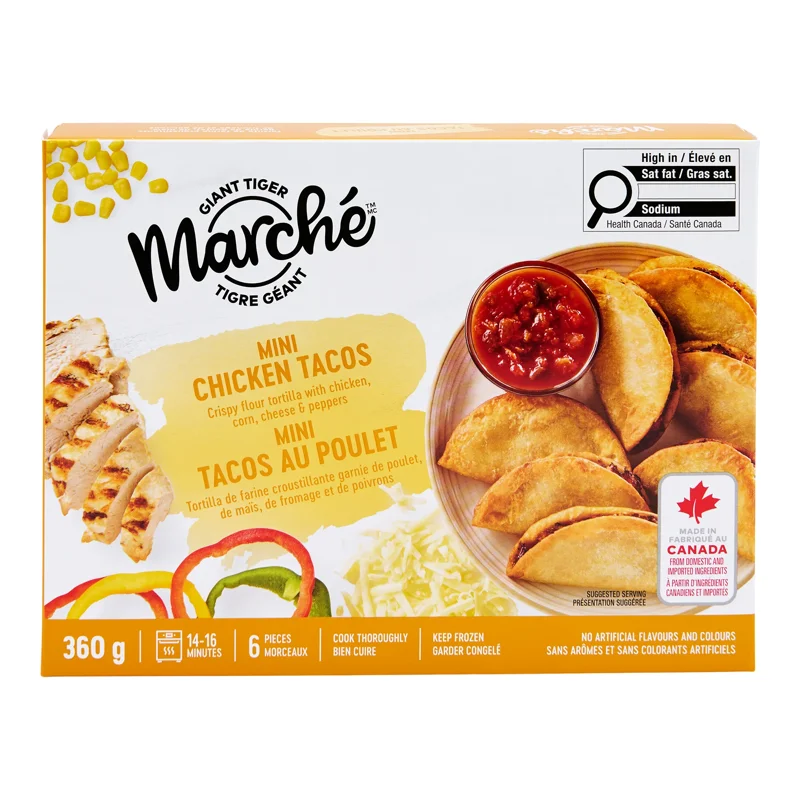 GIANT TIGER
Marché
TM
MC
TIGRE GÉANT
High in / Élevé en
Sat fat / Gras sat.
Sodium
Health Canada / Santé Canada
MINI
CHICKEN TACOS
Crispy flour tortilla with chicken,
corn, cheese & peppers
MINI
TACOS AU POULET
Tortilla de farine croustillante garnie de poulet,
de maïs, de fromage et de poivrons
MADE IN
FABRIQUÉ AU
CANADA
FROM DOMESTIC AND
IMPORTED INGREDIENTS
À PARTIR D'INGRÉDIENTS
CANADIENS ET IMPORTÉS
SUGGESTED SERVING
PRÉSENTATION SUGGÉRÉE
360 g
14-16
MINUTES
6 PIECES
MORCEAUX
COOK THOROUGHLY
BIEN CUIRE
KEEP FROZEN
GARDER CONGELÉ
NO ARTIFICIAL FLAVOURS AND COLOURS
SANS ARÔMES ET SANS COLORANTS ARTIFICIELS